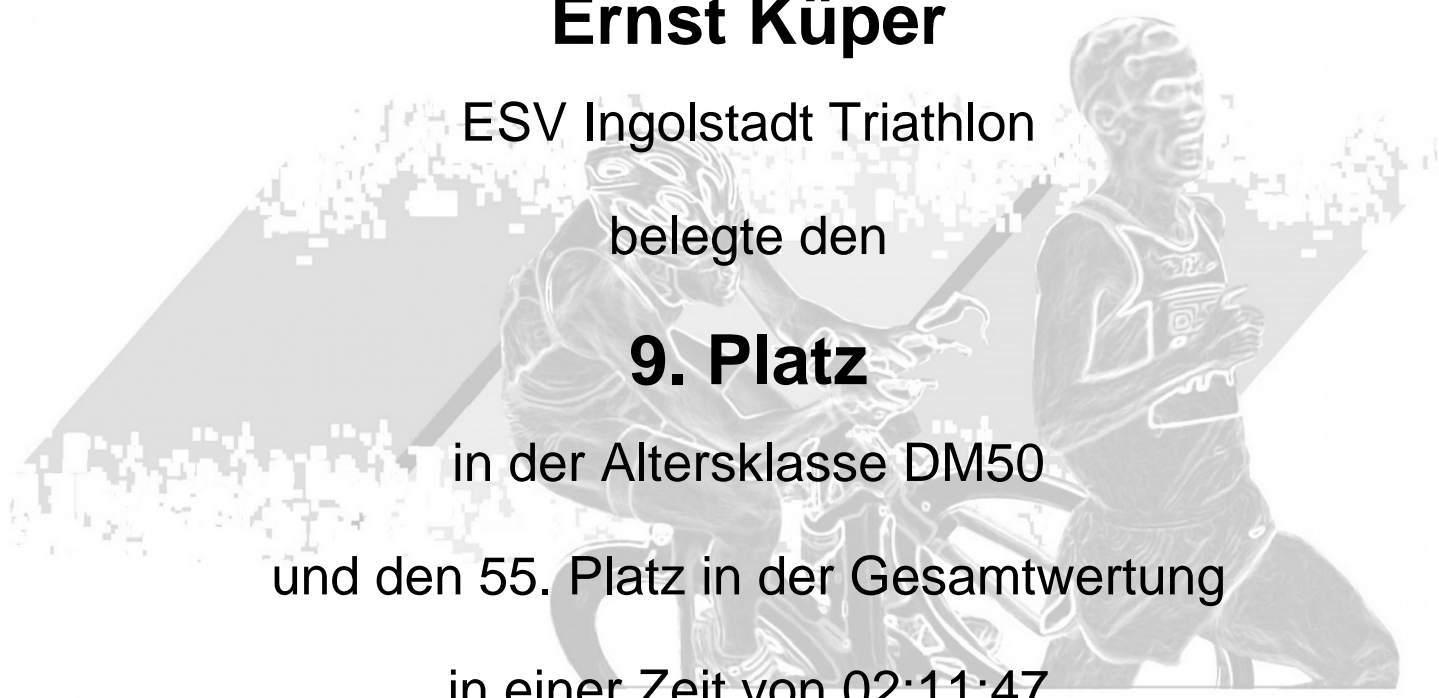 Ernst Küper
ESV Ingolstadt Triathlon
belegte den
9. Platz
in der Altersklasse DM50
und den 55. Platz in der Gesamtwertung
in einer Zeit von 02:11:47